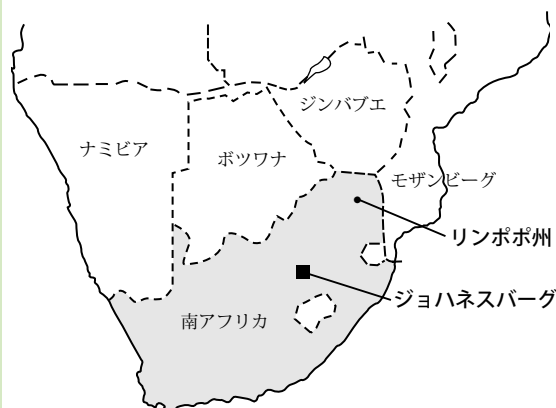 ジンバブエ
ナミビア
ボツワナ
モザンビーグ
リンポポ州
ジョハネスバーグ
南アフリカ